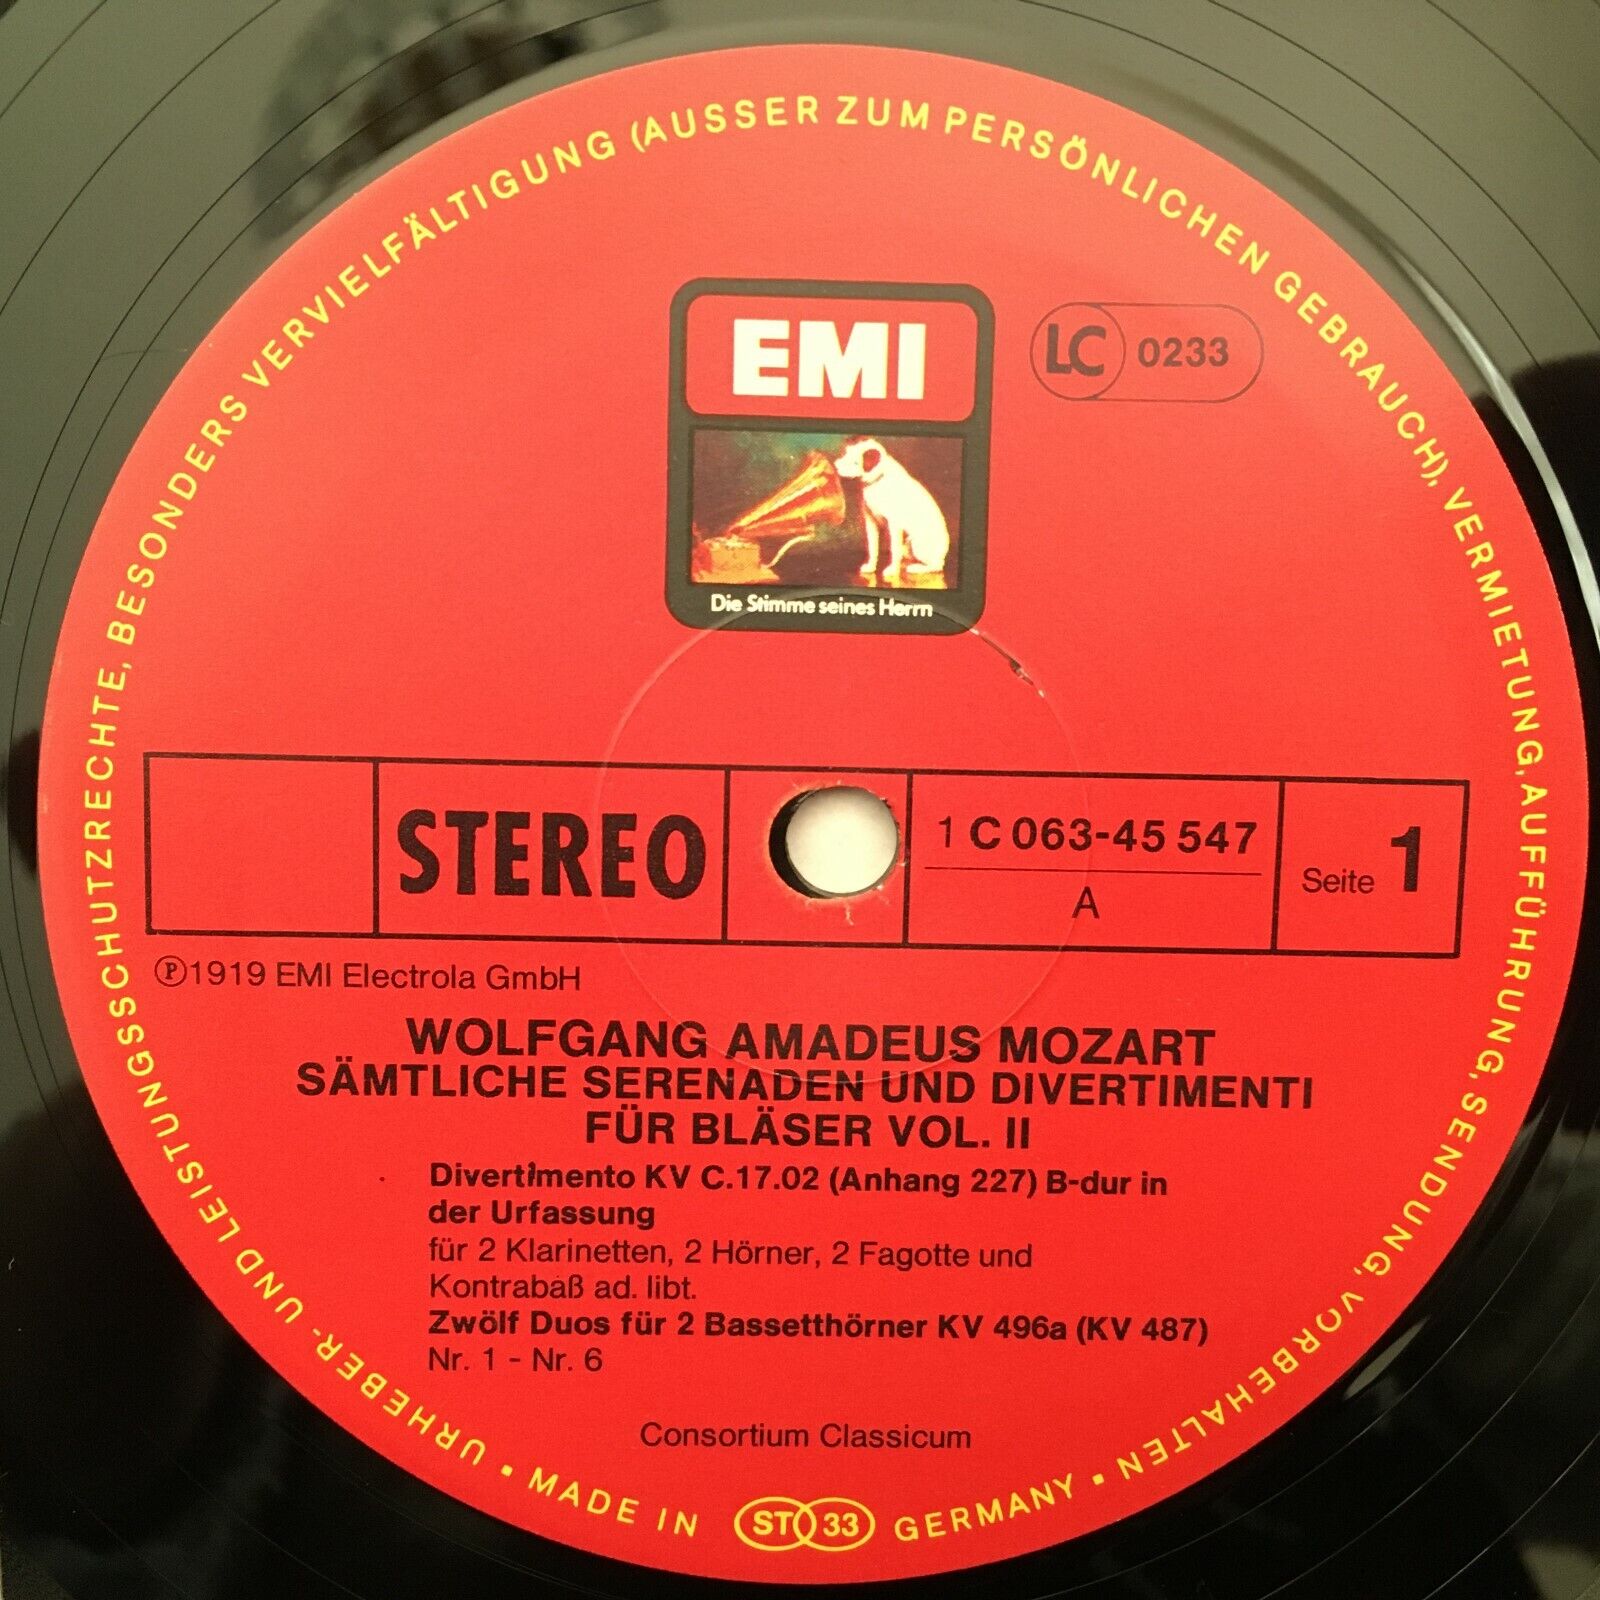 URHEBER- UND LEISTUNGSSCHUTZRECHTE, BESONDERS VERVIELFÄLTIGUNG (AUSSER ZUM PERSÖNLICHEN GEBRAUCH), VERMIETUNG, AUFFÜHRUNG, SENDUNG, VORBEHALTEN
EMI
LC 0233
Die Stimme seines Herrn
STEREO
1 C 063-45 547
A
Seite 1
℗1919 EMI Electrola GmbH
WOLFGANG AMADEUS MOZART
SÄMTLICHE SERENADEN UND DIVERTIMENTI
FÜR BLÄSER VOL. II
Divertimento KV C.17.02 (Anhang 227) B-dur in
der Urfassung
für 2 Klarinetten, 2 Hörner, 2 Fagotte und
Kontrabaß ad. libt.
Zwölf Duos für 2 Bassetthörner KV 496a (KV 487)
Nr. 1 - Nr. 6
Consortium Classicum
• MADE IN ST 33 GERMANY •